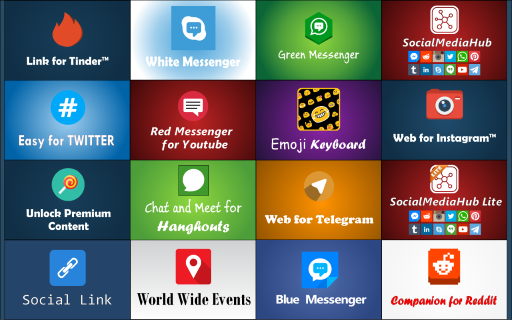 Link for Tinder™
White Messenger
Green Messenger
SocialMediaHub
#
Easy for TWITTER
Red Messenger
for Youtube
Emoji Keyboard
Web for Instagram™
Unlock Premium
Content
Chat and Meet for
Hanghouts
Web for Telegram
SocialMediaHub Lite
Social Link
World Wide Events
Blue Messenger
Companion for Reddit